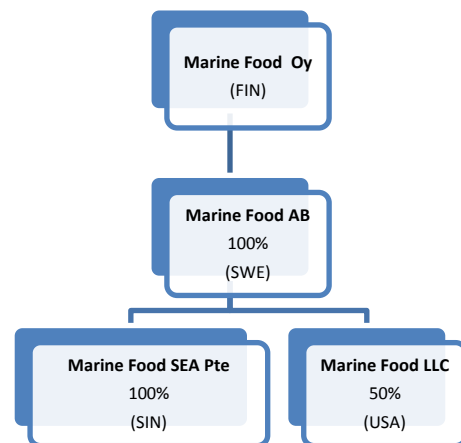 Marine Food  Oy
(FIN)
Marine Food AB
100%
(SWE)
Marine Food SEA Pte
100%
(SIN)
Marine Food LLC
50%
(USA)